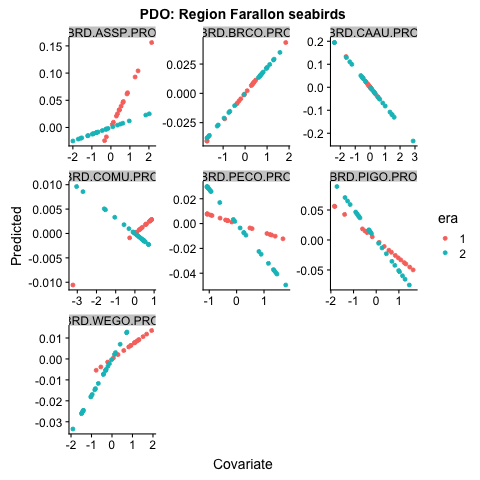 PDO: Region Farallon seabirds
BRD.ASSP.PRO
BRD.BRCO.PRO
BRD.CAAU.PRO
0.15
0.10
0.05
0.00
-2 -1 0 1 2
0.025
0.000
-0.025
-1 0 1 2
0.2
0.1
0.0
-0.1
-0.2
-2 -1 0 1 2 3
BRD.COMU.PRO
BRD.PECO.PRO
BRD.PIGO.PRO
0.010
0.005
0.000
-0.005
-0.010
-3 -2 -1 0 1
0.02
0.00
-0.02
-0.04
-1 0 1
0.05
0.00
-0.05
-2 -1 0 1
BRD.WEGO.PRO
0.01
0.00
-0.01
-0.02
-0.03
-2 -1 0 1 2
Predicted
Covariate
era
1
2